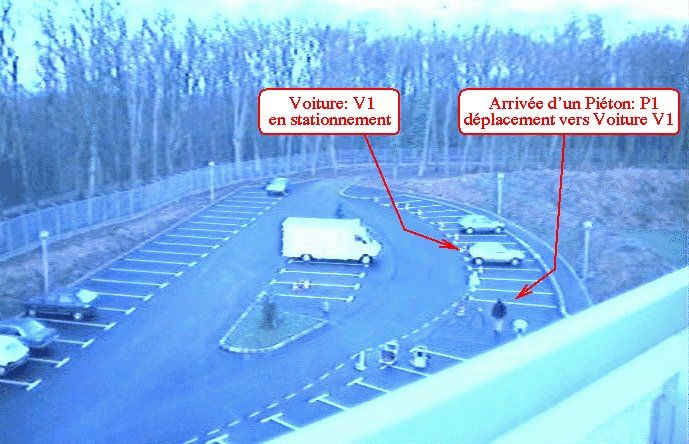 Voiture: V1
en stationnement
Arrivée d'un Piéton: P1
déplacement vers Voiture V1